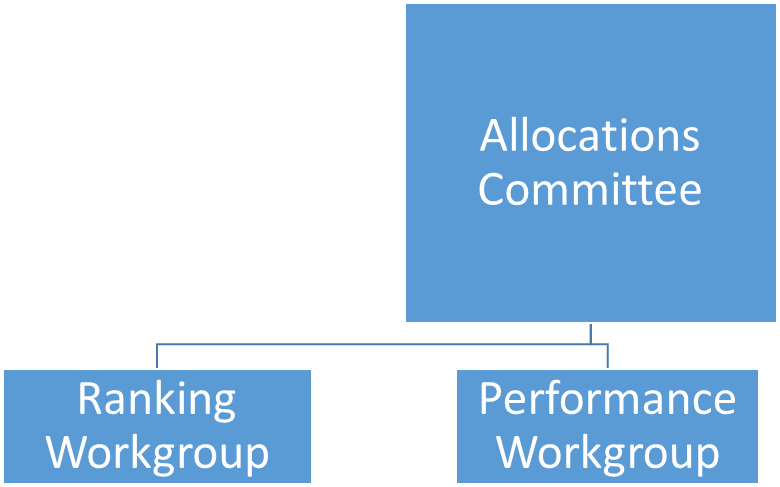 Allocations
Committee
Ranking
Workgroup
Performance
Workgroup